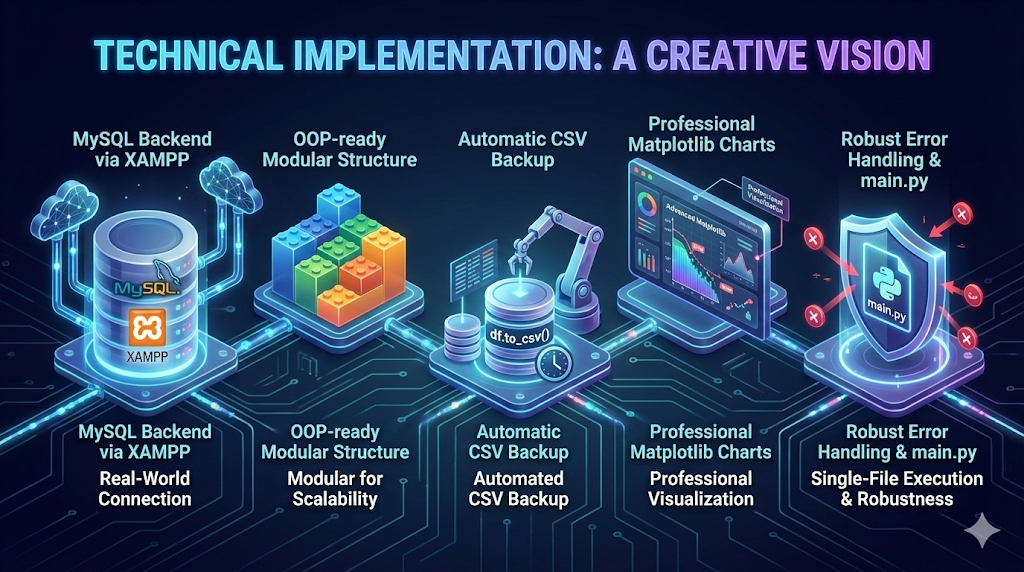 TECHNICAL IMPLEMENTATION: A CREATIVE VISION
MySQL Backend
via XAMPP
OOP-ready
Modular Structure
Automatic CSV
Backup
Professional
Matplotlib Charts
Robust Error
Handling &
main.py
MySQL
XAMPP
df.to_csv()
Professional
Visualization
main.py
MySQL Backend
via XAMPP
Real-World
Connection
OOP-ready
Modular Structure
Modular for
Scalability
Automatic
CSV Backup
Automated
CSV Backup
Professional
Matplotlib Charts
Professional
Visualization
Robust Error
Handling & main.py
Single-File Execution
& Robustness